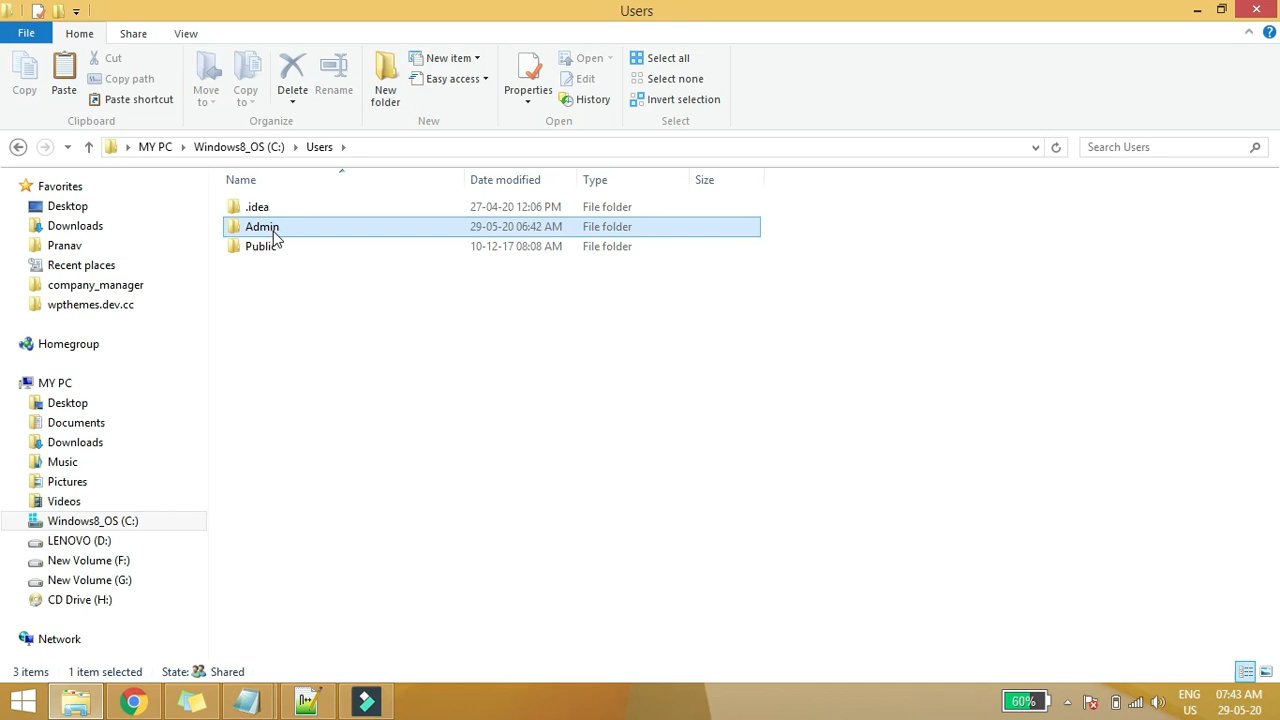 Users
File Home Share View
Copy Paste Cut Copy path Paste shortcut Move to Copy to Delete Rename New folder New item Easy access Properties Open Edit History Select all Select none Invert selection
Clipboard Organize New Open Select
MY PC Windows8_OS (C:) Users Search Users
Name Date modified Type Size
.idea 27-04-20 12:06 PM File folder
Admin 29-05-20 06:42 AM File folder
Public 10-12-17 08:08 AM File folder
Favorites
Desktop
Downloads
Pranav
Recent places
company_manager
wpthemes.dev.cc
Homegroup
MY PC
Desktop
Documents
Downloads
Music
Pictures
Videos
Windows8_OS (C:)
LENOVO (D:)
New Volume (F:)
New Volume (G:)
CD Drive (H:)
Network
3 items 1 item selected State: Shared
60% ENG 07:43 AM
US 29-05-20